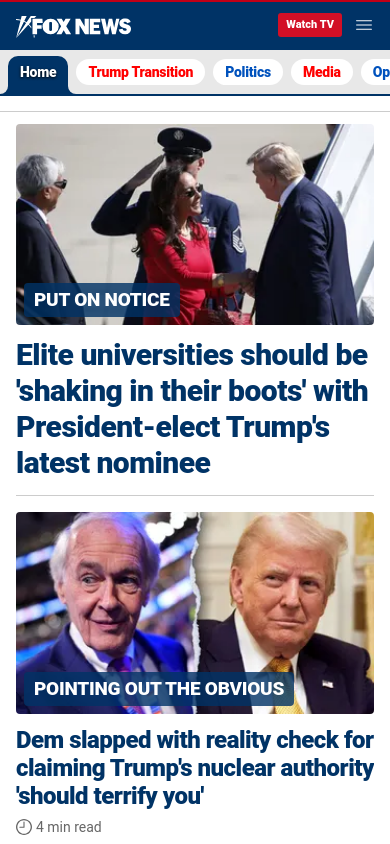 FOX NEWS
Watch TV
Home
Trump Transition
Politics
Media
Op
PUT ON NOTICE
Elite universities should be
'shaking in their boots' with
President-elect Trump's
latest nominee
POINTING OUT THE OBVIOUS
Dem slapped with reality check for
claiming Trump's nuclear authority
'should terrify you'
4 min read